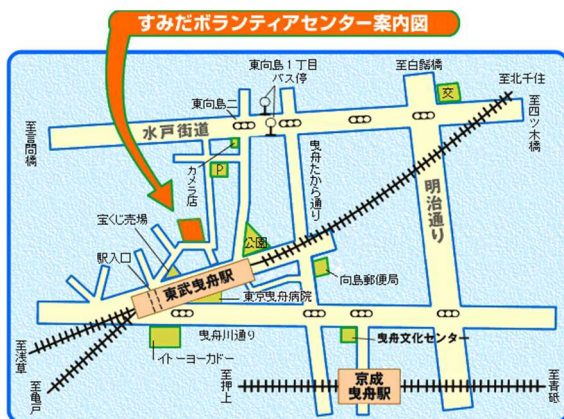 すみだボランティアセンター案内図
東向島1丁目
バス停
至白髭橋
至北千住
交
東向島二
至四ツ木橋
水戸街道
至言問橋
カメラ店
P
曳舟たから通り
明治通り
宝くじ売場
公園
駅入口
東武曳舟駅
向島郵便局
東京曳舟病院
曳舟川通り
曳舟文化センター
至浅草
イトーヨーカドー
至亀戸
至押上
京成
曳舟駅
至青砥